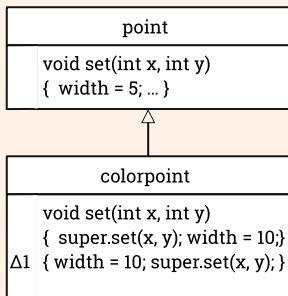 point
void set(int x, int y)
{ width = 5; ... }
colorpoint
void set(int x, int y)
{ super.set(x, y); width = 10;}
Δ1 { width = 10; super.set(x, y); }